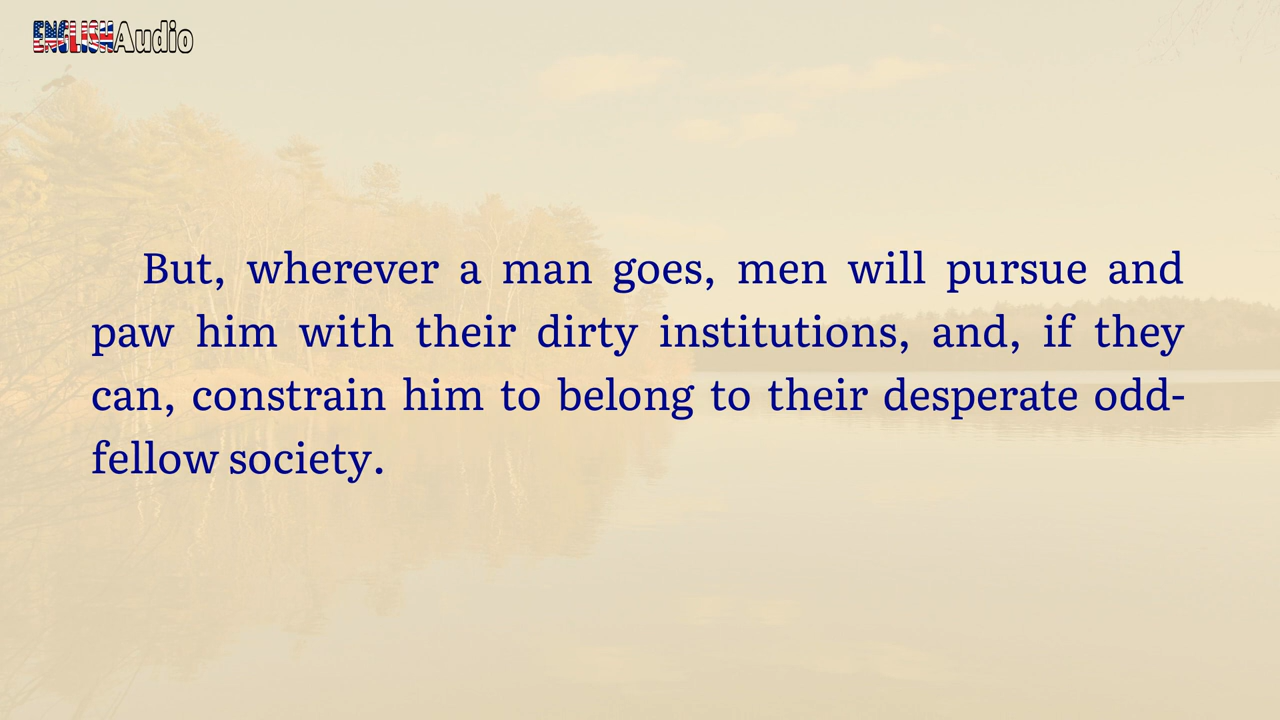 ENGLISHAudio
But, wherever a man goes, men will pursue and
paw him with their dirty institutions, and, if they
can, constrain him to belong to their desperate odd-
fellow society.